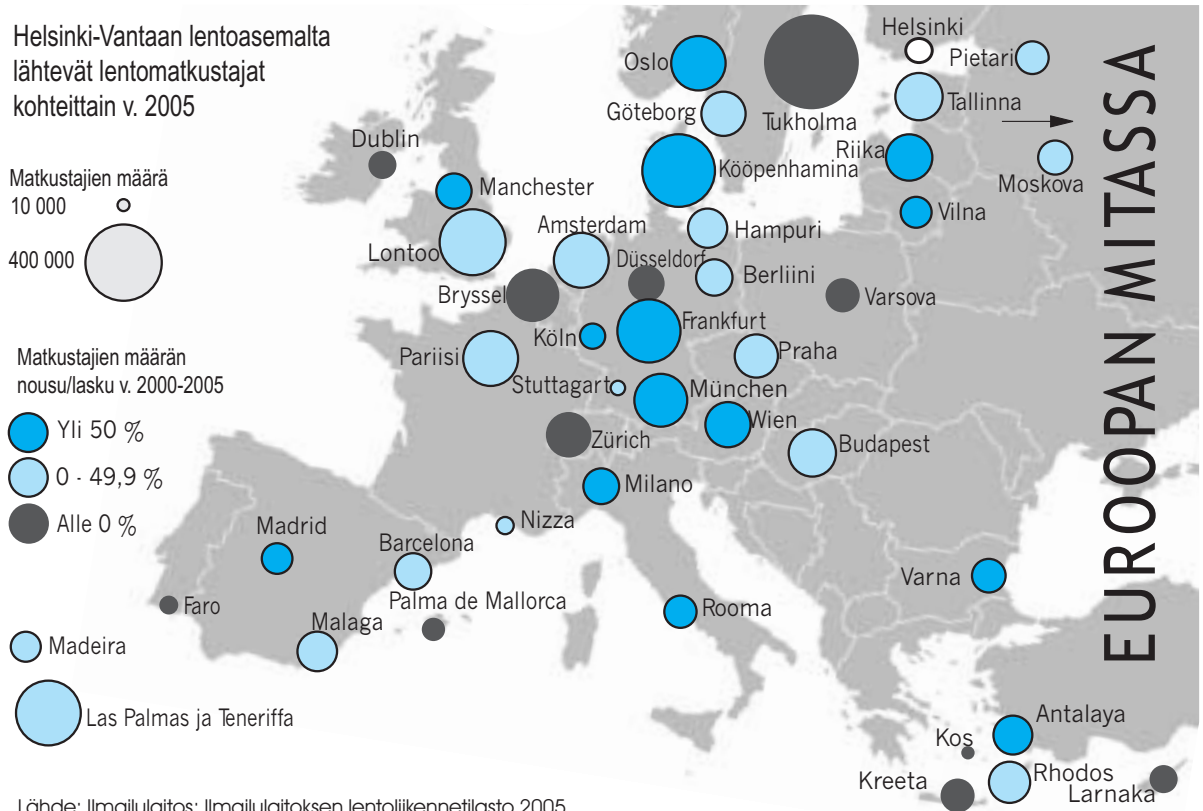 Helsinki-Vantaan lentoasemalta
lähtevät lentomatkustajat
kohteittain v. 2005
Matkustajien määrä
10 000
400 000
Matkustajien määrän
nousu/lasku v. 2000-2005
Yli 50 %
0 - 49,9 %
Alle 0 %
Helsinki
Oslo
Pietari
Göteborg
Tukholma
Tallinna
Dublin
Kööpenhamina
Riika
Moskova
Manchester
Vilna
Lontoo
Amsterdam
Hampuri
Düsseldorf
Berliini
Bryssel
Varsova
Köln
Frankfurt
Pariisi
Praha
Stuttagart
München
Wien
Zürich
Budapest
Milano
Nizza
Madrid
Barcelona
Varna
Faro
Palma de Mallorca
Rooma
Malaga
Madeira
Las Palmas ja Teneriffa
Antalaya
Kos
Kreeta
Rhodos
Larnaka
EUROOPAN MITASSA
Lähde: Ilmailulaitos: Ilmailulaitoksen lentoliikennetilasto 2005